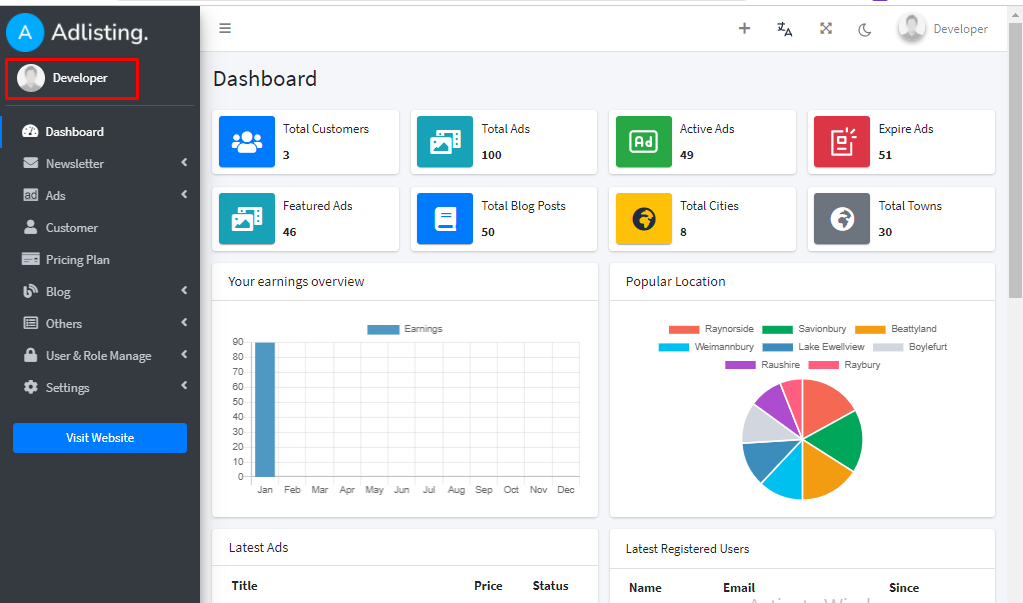 A Adlisting.
Developer
Dashboard
Newsletter
Ads
Customer
Pricing Plan
Blog
Others
User & Role Manage
Settings
Visit Website
Developer
Dashboard
Total Customers
3
Total Ads
100
Ad
Active Ads
49
Expire Ads
51
Featured Ads
46
Total Blog Posts
50
Total Cities
8
Total Towns
30
Your earnings overview
Earnings
90
80
70
60
50
40
30
20
10
0
Jan Feb Mar Apr May Jun Jul Aug Sep Oct Nov Dec
Popular Location
Raynorside Savionbury Beattyland
Weimannbury Lake Ewellview Boylefurt
Raushire Raybury
Latest Ads
Title Price Status
Latest Registered Users
Name Email Since